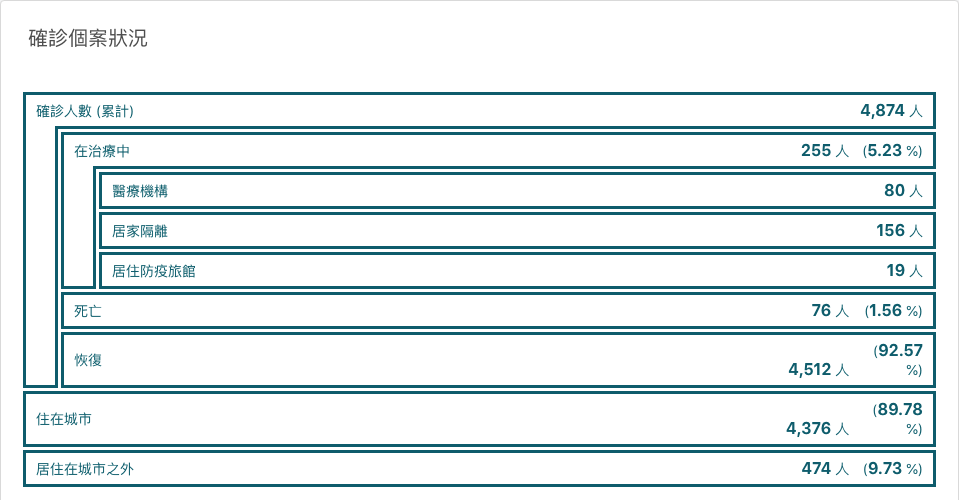 確診個案狀況
確診人數 (累計) 4,874 人
在治療中 255 人 (5.23 %)
醫療機構 80 人
居家隔離 156 人
居住防疫旅館 19 人
死亡 76 人 (1.56 %)
恢復 4,512 人 (92.57 %)
住在城市 4,376 人 (89.78 %)
居住在城市之外 474 人 (9.73 %)